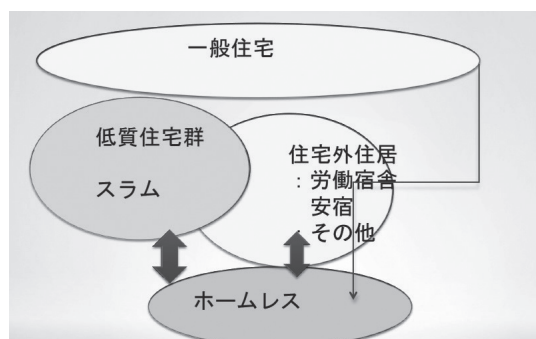 一般住宅
低質住宅群
スラム
住宅外住居
：労働宿舎
安宿
：その他
ホームレス